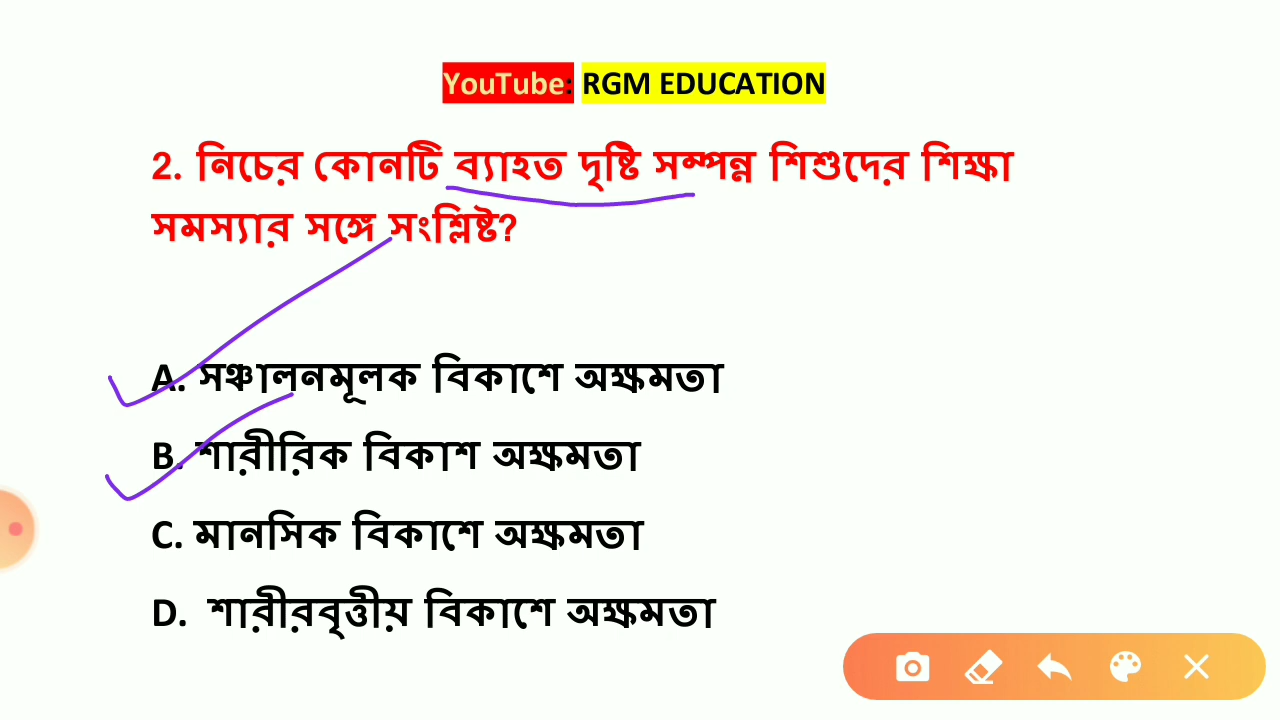 YouTube: RGM EDUCATION
2. নিচের কোনটি ব্যাহত দৃষ্টি সম্পন্ন শিশুদের শিক্ষা
সমস্যার সঙ্গে সংশ্লিষ্ট?
A. সঞ্চালনমূলক বিকাশে অক্ষমতা
B. শারীরিক বিকাশ অক্ষমতা
C. মানসিক বিকাশে অক্ষমতা
D. শারীরবৃত্তীয় বিকাশে অক্ষমতা